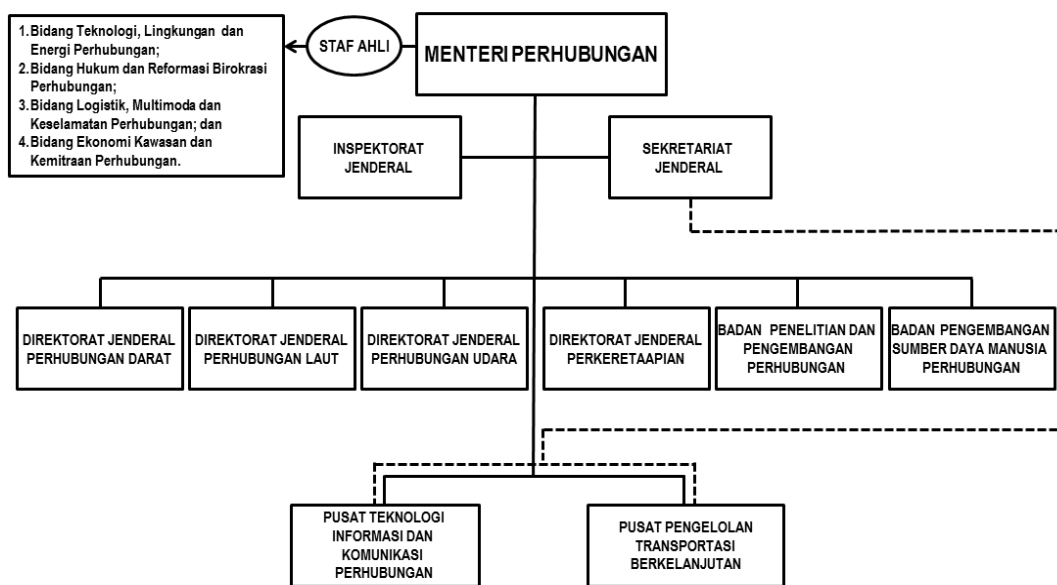 1.Bidang Teknologi, Lingkungan dan
Energi Perhubungan;
2.Bidang Hukum dan Reformasi Birokrasi
Perhubungan;
3.Bidang Logistik, Multimoda dan
Keselamatan Perhubungan; dan
4.Bidang Ekonomi Kawasan dan
Kemitraan Perhubungan.
STAF AHLI
MENTERI PERHUBUNGAN
INSPEKTORAT
JENDERAL
SEKRETARIAT
JENDERAL
DIREKTORAT JENDERAL
PERHUBUNGAN DARAT
DIREKTORAT JENDERAL
PERHUBUNGAN LAUT
DIREKTORAT JENDERAL
PERHUBUNGAN UDARA
DIREKTORAT JENDERAL
PERKERETAAPIAN
BADAN PENELITIAN DAN
PENGEMBANGAN
PERHUBUNGAN
BADAN PENGEMBANGAN
SUMBER DAYA MANUSIA
PERHUBUNGAN
PUSAT TEKNOLOGI
INFORMASI DAN
KOMUNIKASI
PERHUBUNGAN
PUSAT PENGELOLAN
TRANSPORTASI
BERKELANJUTAN